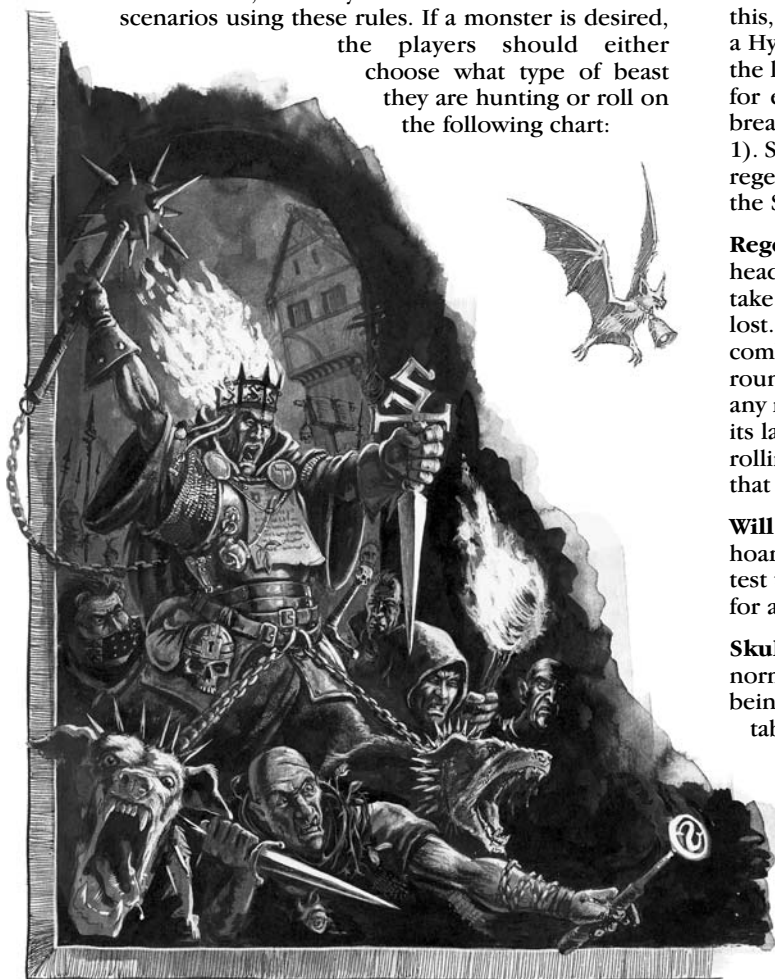 scenarios using these rules. If a monster is desired,
the players should either
choose what type of beast
they are hunting or roll on
the following chart:
this,
a Hy
the
for e
brea
1). S
rege
the S
Rege
head
take
lost.
com
roun
any
its la
rollin
that
Will
hoar
test
for a
Skul
norn
bein
tab